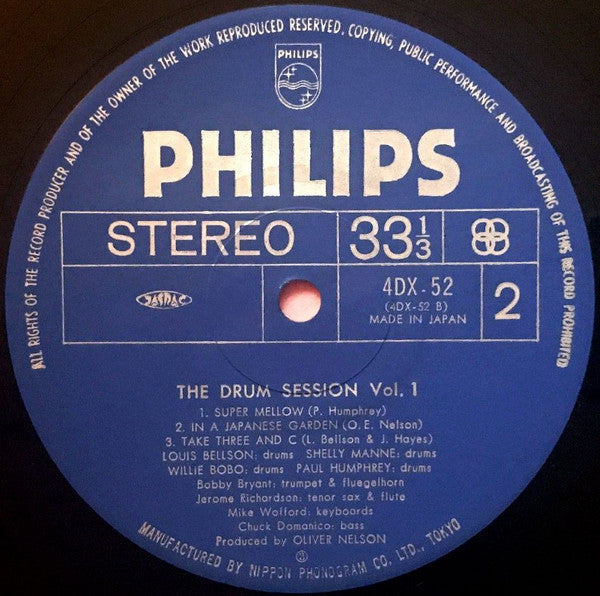 ALL RIGHTS OF THE RECORD PRODUCER AND OF THE OWNER OF THE WORK REPRODUCED RESERVED. COPYING, PUBLIC PERFORMANCE AND BROADCASTING OF THIS RECORD PROHIBITED
PHILIPS
PHILIPS
STEREO 33 1/3
JASRAC
4DX-52
(4DX-52 B)
MADE IN JAPAN
2
THE DRUM SESSION Vol. 1
1. SUPER MELLOW (P. Humphrey)
2. IN A JAPANESE GARDEN (O. E. Nelson)
3. TAKE THREE AND C (L. Bellson & J. Hayes)
LOUIS BELLSON: drums SHELLY MANNE: drums
WILLIE BOBO: drums PAUL HUMPHREY: drums
Bobby Bryant: trumpet & fluegelhorn
Jerome Richardson: tenor sax & flute
Mike Wofford: keyboards
Chuck Domanico: bass
Produced by OLIVER NELSON
MANUFACTURED BY NIPPON PHONOGRAM CO. LTD., TOKYO